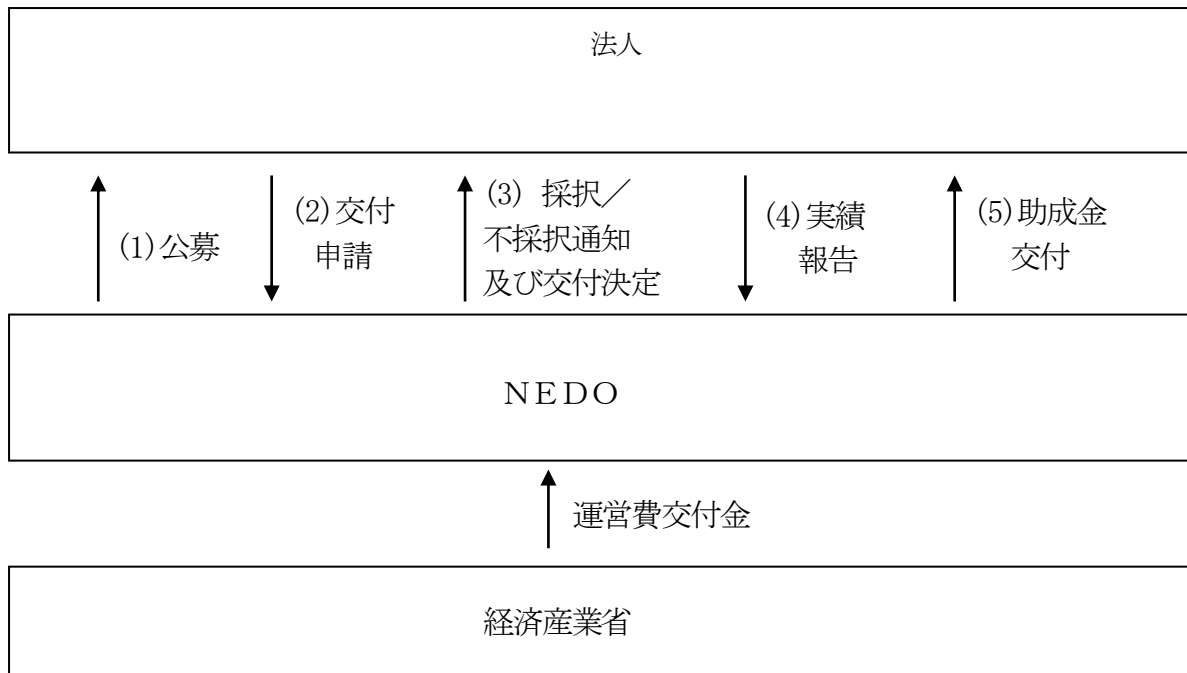 法人
(1)公募
(2)交付
申請
(3) 採択／
不採択通知
及び交付決定
(4)実績
報告
(5)助成金
交付
ＮＥＤＯ
運営費交付金
経済産業省